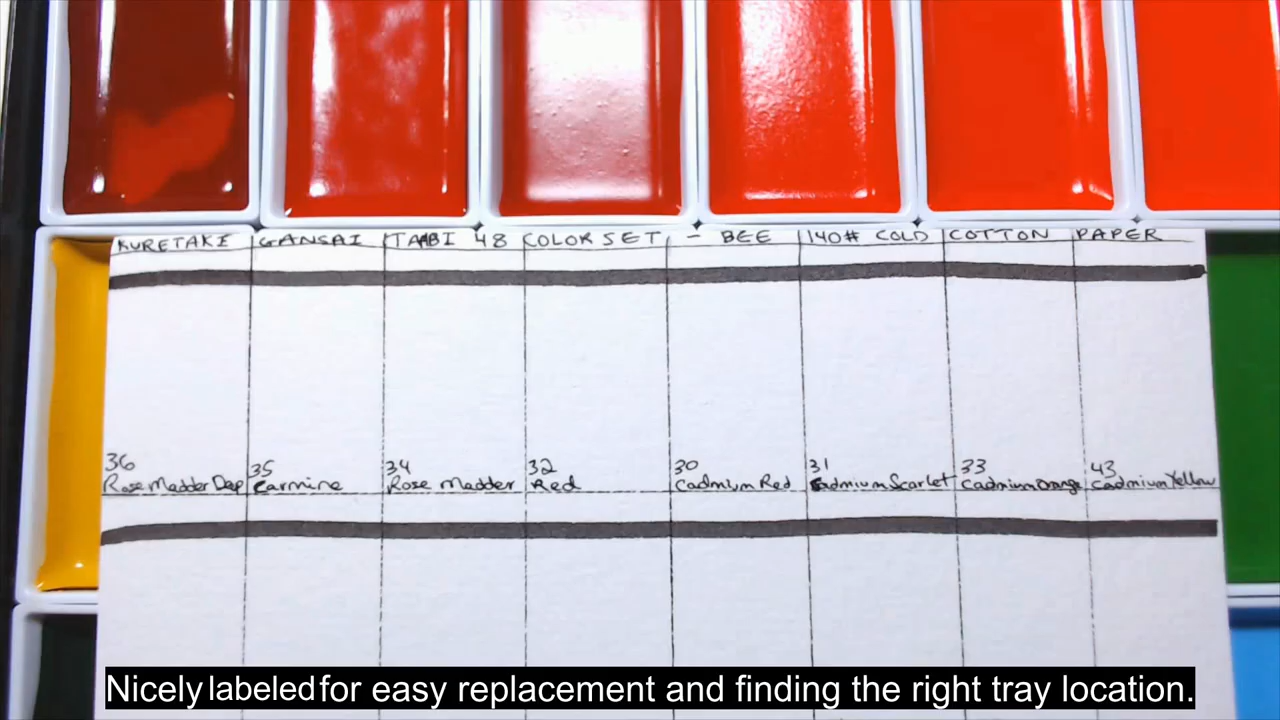 KURETAKI GANSAI TAMBI 48 COLOR SET - BEE 140# COLD COTTON PAPER
36 35 34 32 30 31 33 43
Rose Madder Deep Carmine Rose Madder Red Cadmium Red Cadmium Scarlet Cadmium Orange Cadmium Yellow
Nicely labeled for easy replacement and finding the right tray location.